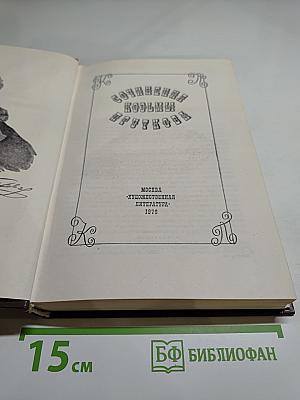 К П
СОЧИНЕНИЯ
КОЗЬМЫ
ПРУТКОВА
МОСКВА
«ХУДОЖЕСТВЕННАЯ
ЛИТЕРАТУРА»
К П
15 см
БФ БИБЛИОФАН